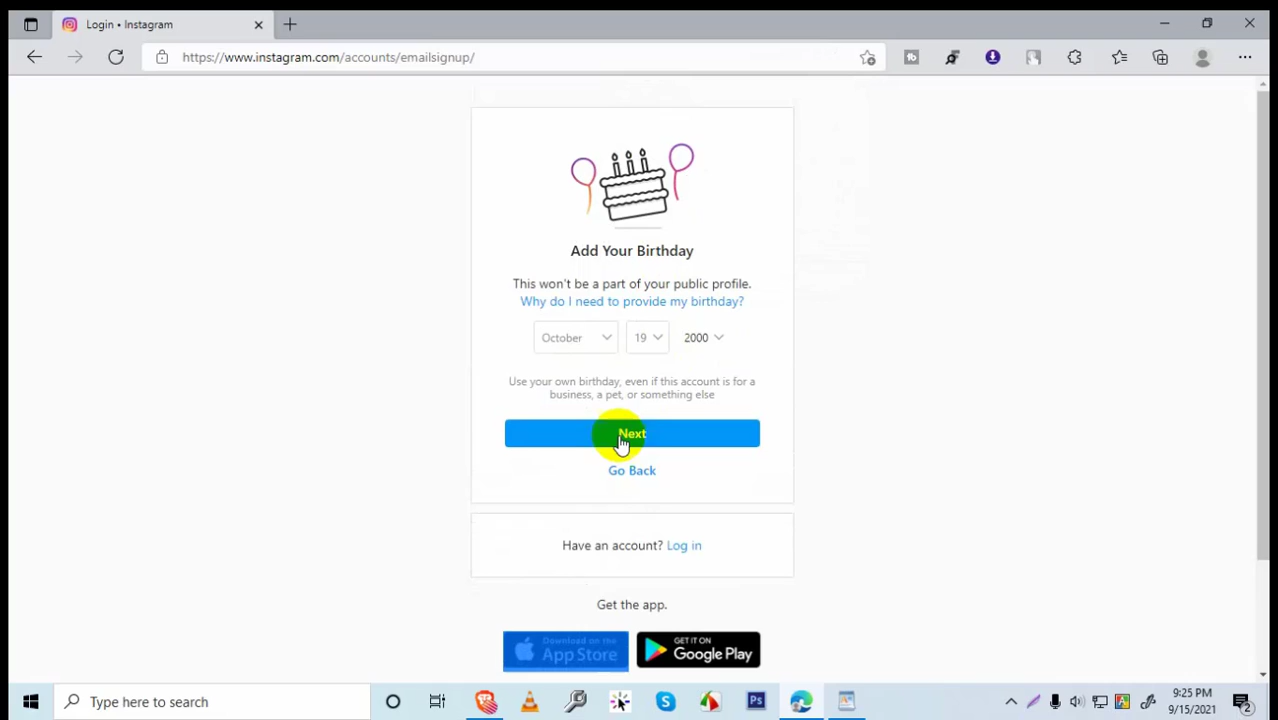 Login • Instagram
https://www.instagram.com/accounts/emailsignup/
Add Your Birthday
This won't be a part of your public profile.
Why do I need to provide my birthday?
October 19 2000
Use your own birthday, even if this account is for a
business, a pet, or something else
Next
Go Back
Have an account? Log in
Get the app.
Download on the
App Store
GET IT ON
Google Play
Type here to search
Ps
9:25 PM
9/15/2021
2